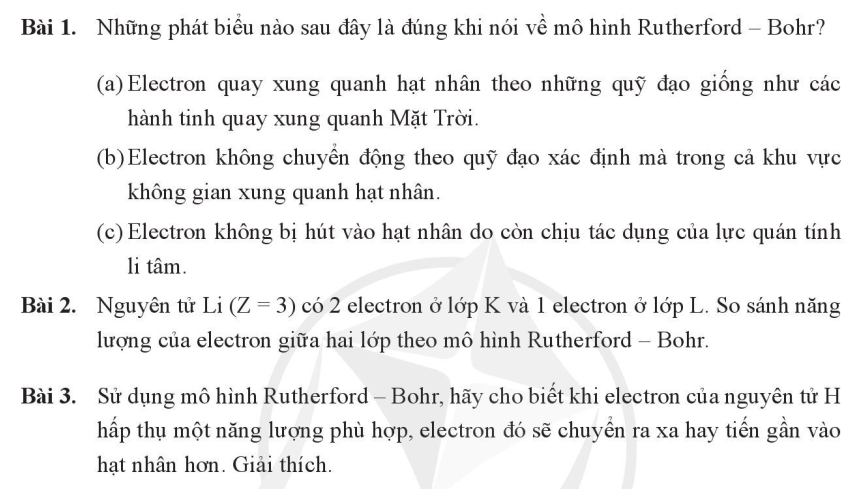 Bài 1. Những phát biểu nào sau đây là đúng khi nói về mô hình Rutherford – Bohr?
(a) Electron quay xung quanh hạt nhân theo những quỹ đạo giống như các
hành tinh quay xung quanh Mặt Trời.
(b) Electron không chuyển động theo quỹ đạo xác định mà trong cả khu vực
không gian xung quanh hạt nhân.
(c) Electron không bị hút vào hạt nhân do còn chịu tác dụng của lực quán tính
li tâm.
Bài 2. Nguyên tử Li (Z = 3) có 2 electron ở lớp K và 1 electron ở lớp L. So sánh năng
lượng của electron giữa hai lớp theo mô hình Rutherford – Bohr.
Bài 3. Sử dụng mô hình Rutherford – Bohr, hãy cho biết khi electron của nguyên tử H
hấp thụ một năng lượng phù hợp, electron đó sẽ chuyển ra xa hay tiến gần vào
hạt nhân hơn. Giải thích.